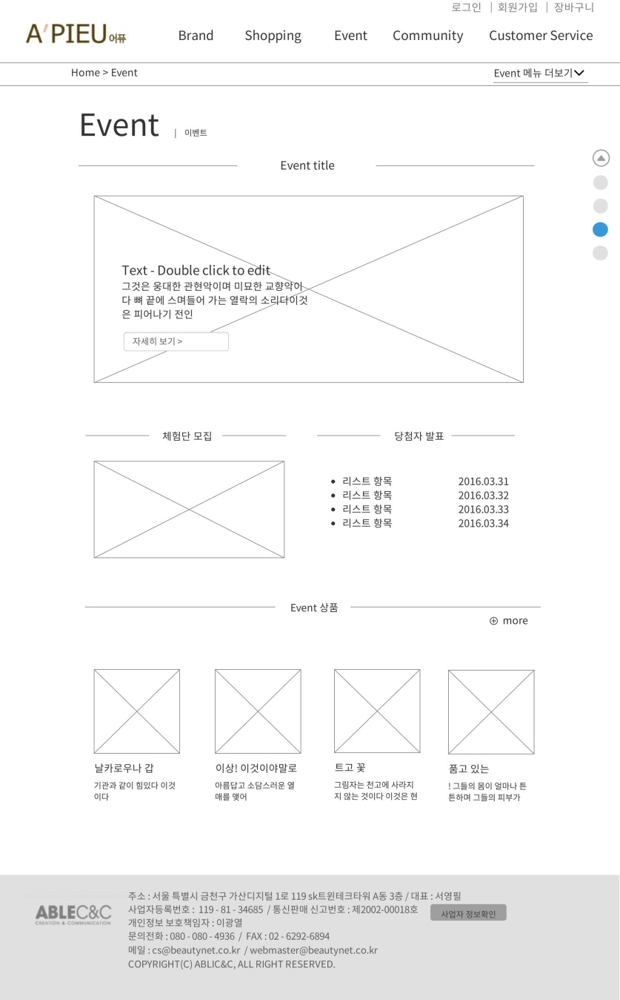 로그인 | 회원가입 | 장바구니
A'PIEU 어퓨
Brand Shopping Event Community Customer Service
Home > Event
Event 메뉴 더보기
Event | 이벤트
Event title
Text - Double click to edit
그것은 웅대한 관현악이며 미묘한 교향악이
다 뼈 끝에 스며들어 가는 열락의 소리다이것
은 피어나기 전인
자세히 보기 >
체험단 모집
당첨자 발표
• 리스트 항목 2016.03.31
• 리스트 항목 2016.03.32
• 리스트 항목 2016.03.33
• 리스트 항목 2016.03.34
Event 상품
more
날카로우나 갑
기관과 같이 힘있다 이것
이다
이상! 이것이야말로
아름답고 소담스러운 열
매를 맺어
트고 꽃
그림자는 천고에 사라지
지 않는 것이다 이것은 현
품고 있는
! 그들의 몸이 얼마나 튼
튼하며 그들의 피부가
ABLEC&C
CREATION & COMMUNICATION
주소 : 서울 특별시 금천구 가산디지털 1로 119 sk트윈테크타워 A동 3층 / 대표 : 서영필
사업자등록번호 : 119 - 81 - 34685 / 통신판매 신고번호 : 제2002-00018호
사업자 정보확인
개인정보 보호책임자 : 이광열
문의전화 : 080 - 080 - 4936 / FAX : 02 - 6292-6894
메일 : cs@beautynet.co.kr / webmaster@beautynet.co.kr
COPYRIGHT(C) ABLIC&C, ALL RIGHT RESERVED.